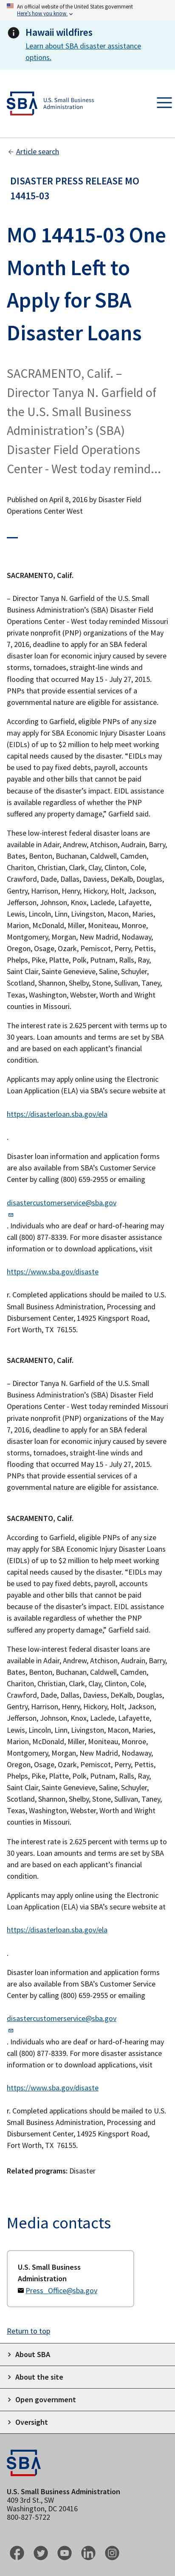 An official website of the United States government
Here's how you know
Hawaii wildfires
Learn about SBA disaster assistance
options.
SBA
U.S. Small Business
Administration
Article search
DISASTER PRESS RELEASE MO
14415-03
MO 14415-03 One
Month Left to
Apply for SBA
Disaster Loans
SACRAMENTO, Calif. –
Director Tanya N. Garfield of
the U.S. Small Business
Administration's (SBA)
Disaster Field Operations
Center - West today remind...
Published on April 8, 2016 by Disaster Field
Operations Center West
SACRAMENTO, Calif.
– Director Tanya N. Garfield of the U.S. Small
Business Administration's (SBA) Disaster Field
Operations Center - West today reminded Missouri
private nonprofit (PNP) organizations of the May
7, 2016, deadline to apply for an SBA federal
disaster loan for economic injury caused by severe
storms, tornadoes, straight-line winds and
flooding that occurred May 15 - July 27, 2015.
PNPs that provide essential services of a
governmental nature are eligible for assistance.
According to Garfield, eligible PNPs of any size
may apply for SBA Economic Injury Disaster Loans
(EIDLs) of up to $2 million to help meet working
capital needs caused by the disaster. “EIDLs may
be used to pay fixed debts, payroll, accounts
payable and other bills that cannot be paid
because of the disaster's impact. EIDL assistance
is available regardless of whether the PNP
suffered any property damage,” Garfield said.
These low-interest federal disaster loans are
available in Adair, Andrew, Atchison, Audrain, Barry,
Bates, Benton, Buchanan, Caldwell, Camden,
Chariton, Christian, Clark, Clay, Clinton, Cole,
Crawford, Dade, Dallas, Daviess, DeKalb, Douglas,
Gentry, Harrison, Henry, Hickory, Holt, Jackson,
Jefferson, Johnson, Knox, Laclede, Lafayette,
Lewis, Lincoln, Linn, Livingston, Macon, Maries,
Marion, McDonald, Miller, Moniteau, Monroe,
Montgomery, Morgan, New Madrid, Nodaway,
Oregon, Osage, Ozark, Pemiscot, Perry, Pettis,
Phelps, Pike, Platte, Polk, Putnam, Ralls, Ray,
Saint Clair, Sainte Genevieve, Saline, Schuyler,
Scotland, Shannon, Shelby, Stone, Sullivan, Taney,
Texas, Washington, Webster, Worth and Wright
counties in Missouri.
The interest rate is 2.625 percent with terms up to
30 years. Loan amounts and terms are set by SBA
and are based on each applicant's financial
condition.
Applicants may apply online using the Electronic
Loan Application (ELA) via SBA's secure website at
https://disasterloan.sba.gov/ela
.
Disaster loan information and application forms
are also available from SBA's Customer Service
Center by calling (800) 659-2955 or emailing
disastercustomerservice@sba.gov
. Individuals who are deaf or hard-of-hearing may
call (800) 877-8339. For more disaster assistance
information or to download applications, visit
https://www.sba.gov/disaste
r. Completed applications should be mailed to U.S.
Small Business Administration, Processing and
Disbursement Center, 14925 Kingsport Road,
Fort Worth, TX 76155.
SACRAMENTO, Calif.
– Director Tanya N. Garfield of the U.S. Small
Business Administration's (SBA) Disaster Field
Operations Center - West today reminded Missouri
private nonprofit (PNP) organizations of the May
7, 2016, deadline to apply for an SBA federal
disaster loan for economic injury caused by severe
storms, tornadoes, straight-line winds and
flooding that occurred May 15 - July 27, 2015.
PNPs that provide essential services of a
governmental nature are eligible for assistance.
SACRAMENTO, Calif.
According to Garfield, eligible PNPs of any size
may apply for SBA Economic Injury Disaster Loans
(EIDLs) of up to $2 million to help meet working
capital needs caused by the disaster. “EIDLs may
be used to pay fixed debts, payroll, accounts
payable and other bills that cannot be paid
because of the disaster's impact. EIDL assistance
is available regardless of whether the PNP
suffered any property damage,” Garfield said.
These low-interest federal disaster loans are
available in Adair, Andrew, Atchison, Audrain, Barry,
Bates, Benton, Buchanan, Caldwell, Camden,
Chariton, Christian, Clark, Clay, Clinton, Cole,
Crawford, Dade, Dallas, Daviess, DeKalb, Douglas,
Gentry, Harrison, Henry, Hickory, Holt, Jackson,
Jefferson, Johnson, Knox, Laclede, Lafayette,
Lewis, Lincoln, Linn, Livingston, Macon, Maries,
Marion, McDonald, Miller, Moniteau, Monroe,
Montgomery, Morgan, New Madrid, Nodaway,
Oregon, Osage, Ozark, Pemiscot, Perry, Pettis,
Phelps, Pike, Platte, Polk, Putnam, Ralls, Ray,
Saint Clair, Sainte Genevieve, Saline, Schuyler,
Scotland, Shannon, Shelby, Stone, Sullivan, Taney,
Texas, Washington, Webster, Worth and Wright
counties in Missouri.
The interest rate is 2.625 percent with terms up to
30 years. Loan amounts and terms are set by SBA
and are based on each applicant's financial
condition.
Applicants may apply online using the Electronic
Loan Application (ELA) via SBA's secure website at
https://disasterloan.sba.gov/ela
.
Disaster loan information and application forms
are also available from SBA's Customer Service
Center by calling (800) 659-2955 or emailing
disastercustomerservice@sba.gov
. Individuals who are deaf or hard-of-hearing may
call (800) 877-8339. For more disaster assistance
information or to download applications, visit
https://www.sba.gov/disaste
r. Completed applications should be mailed to U.S.
Small Business Administration, Processing and
Disbursement Center, 14925 Kingsport Road,
Fort Worth, TX 76155.
Related programs: Disaster
Media contacts
U.S. Small Business
Administration
Press_Office@sba.gov
Return to top
About SBA
About the site
Open government
Oversight
SBA
U.S. Small Business Administration
409 3rd St., SW
Washington, DC 20416
800-827-5722